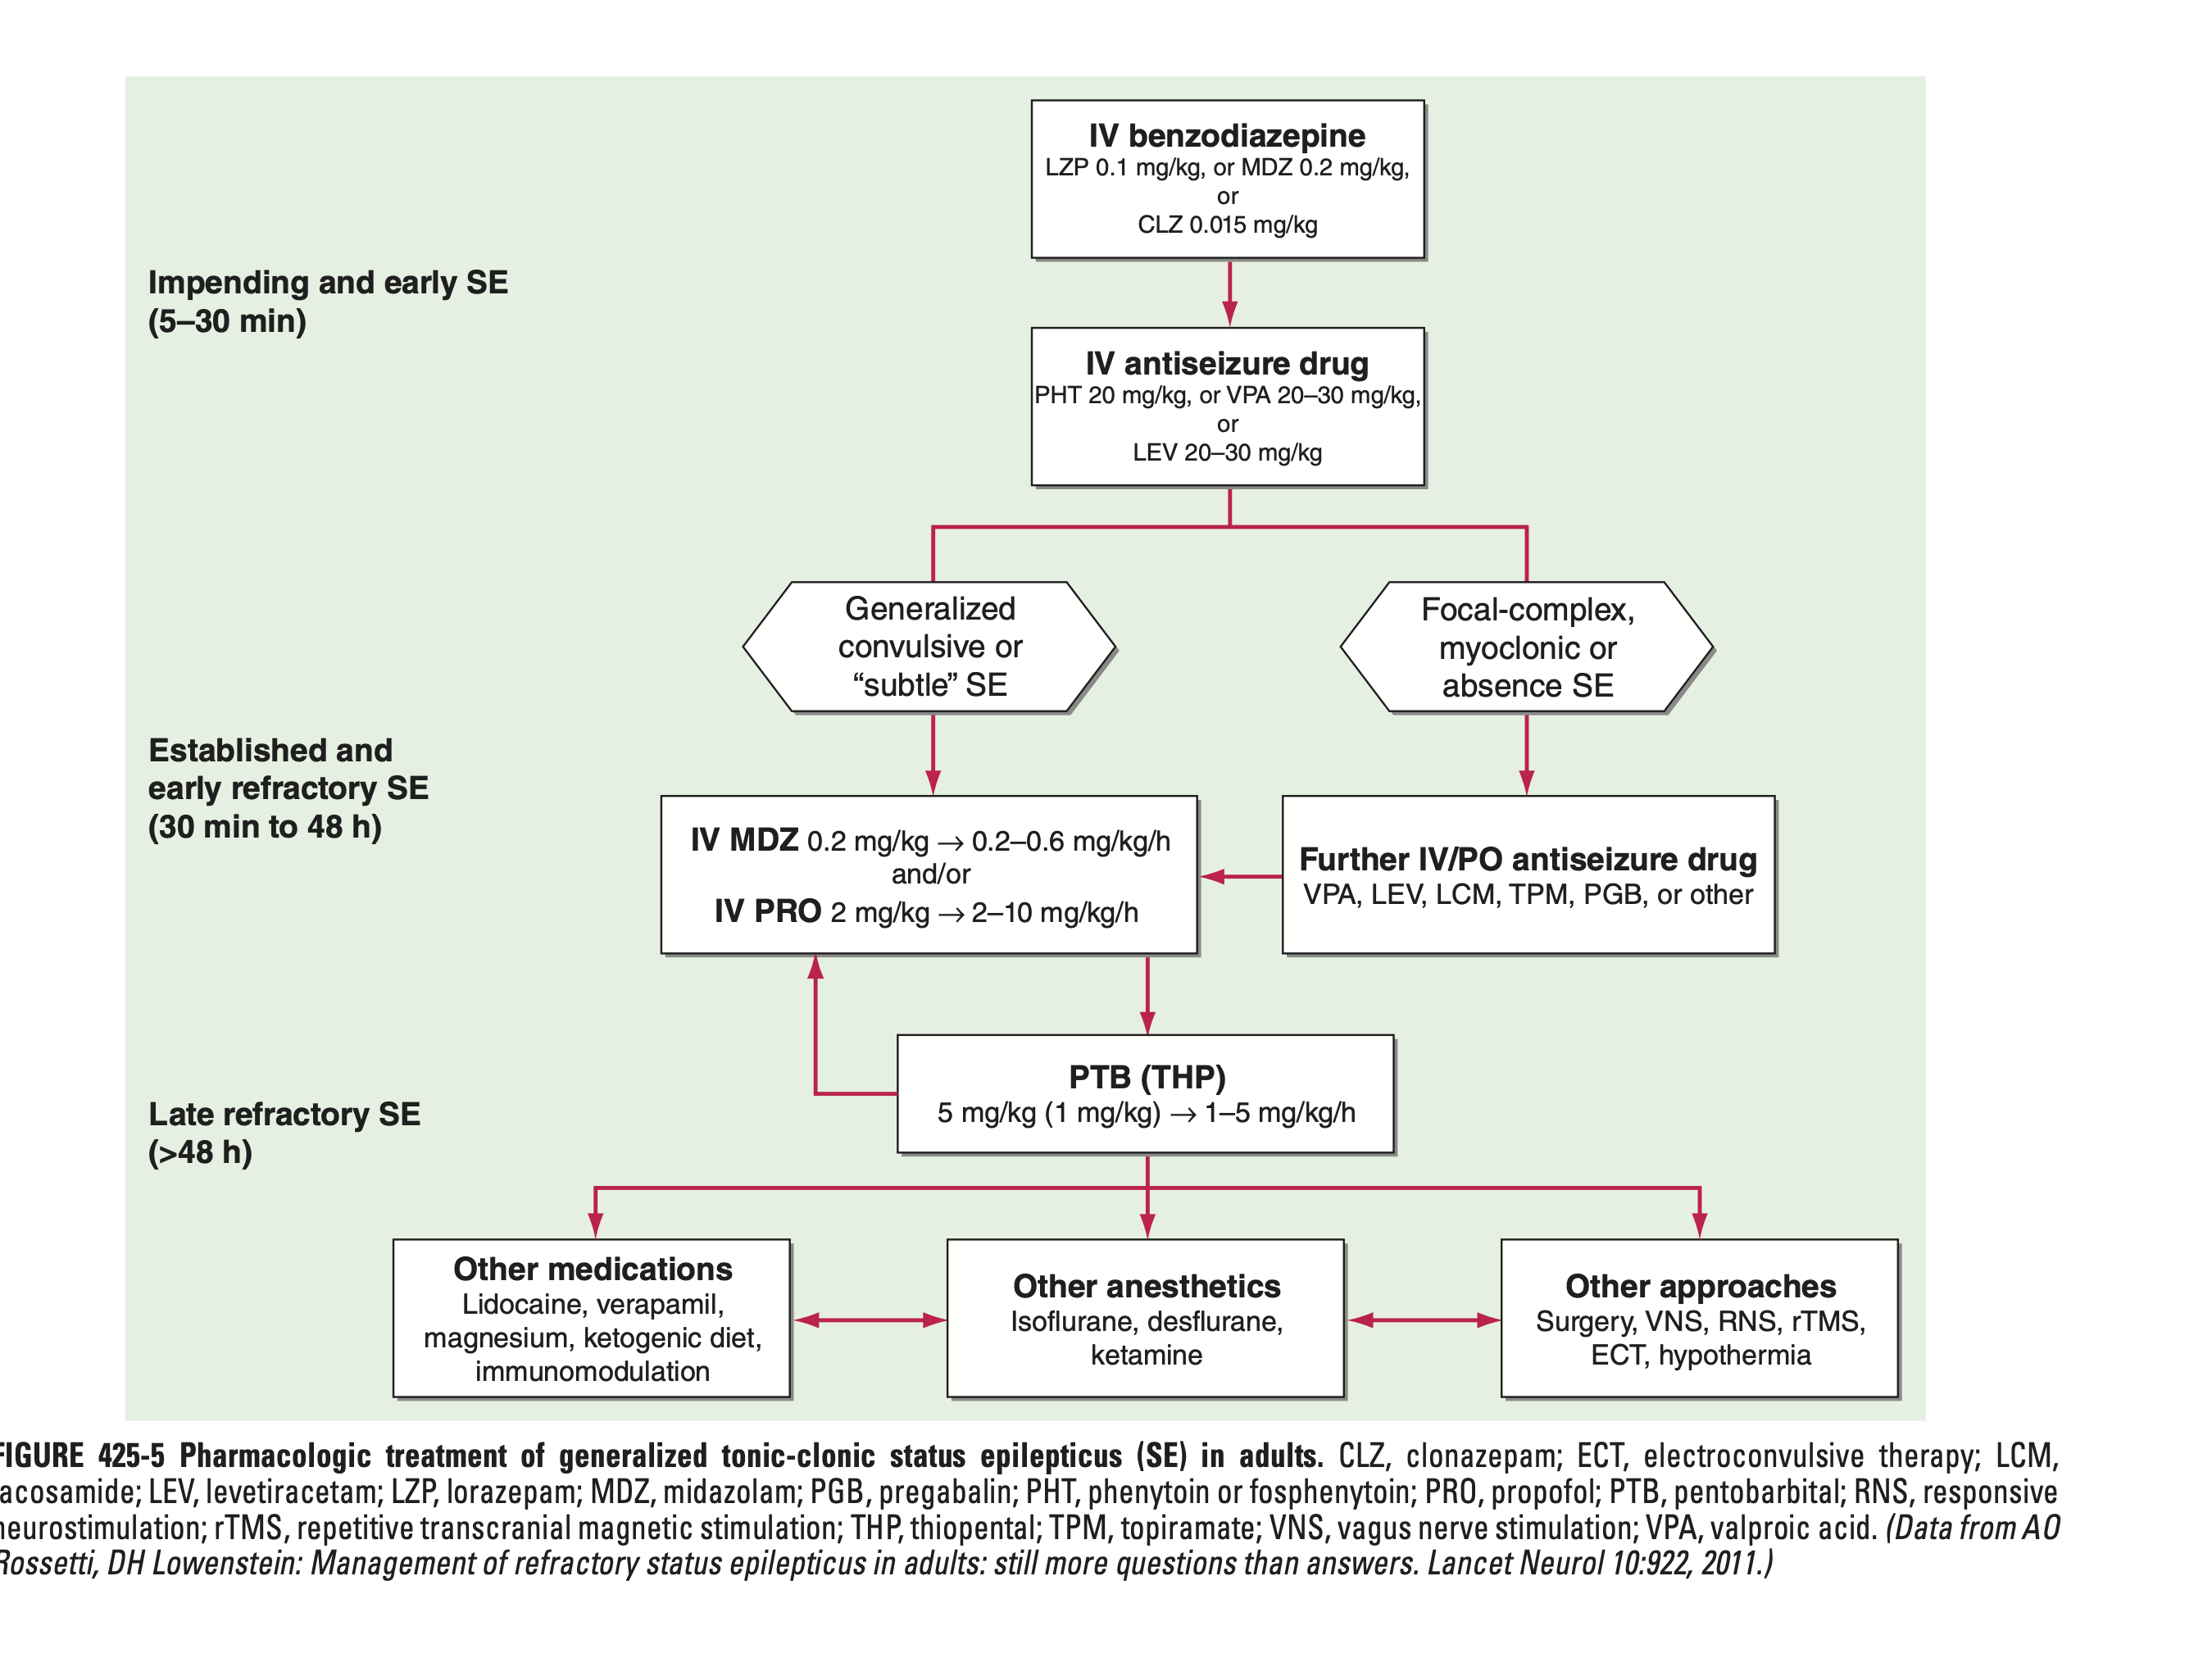 IV benzodiazepine
LZP 0.1 mg/kg, or MDZ 0.2 mg/kg,
or
CLZ 0.015 mg/kg
Impending and early SE
(5–30 min)
IV antiseizure drug
PHT 20 mg/kg, or VPA 20–30 mg/kg,
or
LEV 20–30 mg/kg
Generalized
convulsive or
“subtle” SE
Focal-complex,
myoclonic or
absence SE
Established and
early refractory SE
(30 min to 48 h)
IV MDZ 0.2 mg/kg → 0.2–0.6 mg/kg/h
and/or
IV PRO 2 mg/kg → 2–10 mg/kg/h
Further IV/PO antiseizure drug
VPA, LEV, LCM, TPM, PGB, or other
PTB (THP)
5 mg/kg (1 mg/kg) → 1–5 mg/kg/h
Late refractory SE
(>48 h)
Other medications
Lidocaine, verapamil,
magnesium, ketogenic diet,
immunomodulation
Other anesthetics
Isoflurane, desflurane,
ketamine
Other approaches
Surgery, VNS, RNS, rTMS,
ECT, hypothermia
FIGURE 425-5 Pharmacologic treatment of generalized tonic-clonic status epilepticus (SE) in adults. CLZ, clonazepam; ECT, electroconvulsive therapy; LCM,
acosamide; LEV, levetiracetam; LZP, lorazepam; MDZ, midazolam; PGB, pregabalin; PHT, phenytoin or fosphenytoin; PRO, propofol; PTB, pentobarbital; RNS, responsive
neurostimulation; rTMS, repetitive transcranial magnetic stimulation; THP, thiopental; TPM, topiramate; VNS, vagus nerve stimulation; VPA, valproic acid. (Data from AO
Rossetti, DH Lowenstein: Management of refractory status epilepticus in adults: still more questions than answers. Lancet Neurol 10:922, 2011.)